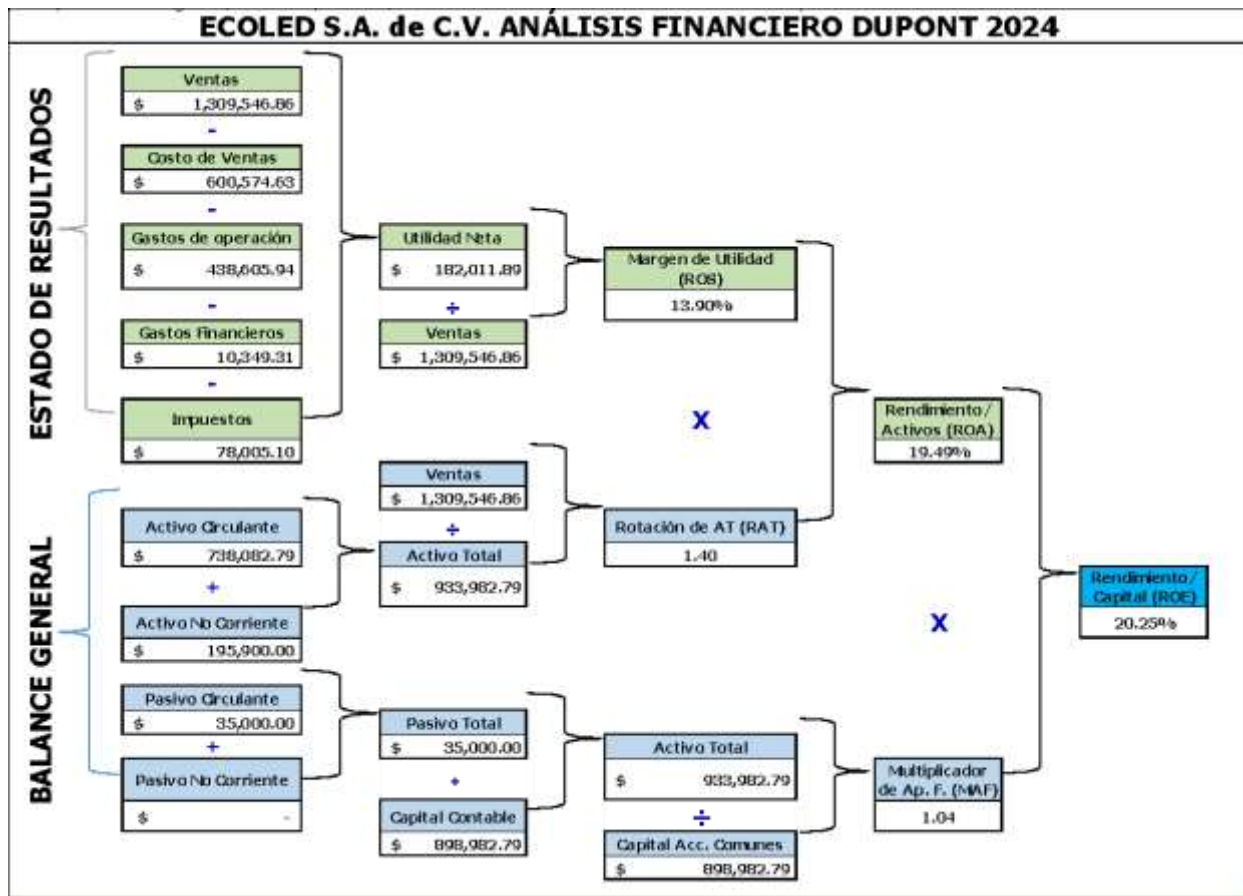 ECOLED S.A. de C.V. ANÁLISIS FINANCIERO DUPONT 2024
ESTADO DE RESULTADOS
Ventas
$ 1,309,546.86
-
Costo de Ventas
$ 600,574.63
-
Gastos de operación
$ 438,605.94
-
Gastos Financieros
$ 10,349.31
-
Impuestos
$ 78,005.10
Utilidad Neta
$ 182,011.89
÷
Ventas
$ 1,309,546.86
Margen de Utilidad
(ROS)
13.90%
X
Rendimiento/
Activos (ROA)
19.49%
BALANCE GENERAL
Activo Circulante
$ 738,082.79
+
Activo No Corriente
$ 195,900.00
Pasivo Circulante
$ 35,000.00
+
Pasivo No Corriente
$ -
Ventas
$ 1,309,546.86
÷
Activo Total
$ 933,982.79
Rotación de AT (RAT)
1.40
Pasivo Total
$ 35,000.00
+
Capital Contable
$ 898,982.79
Activo Total
$ 933,982.79
÷
Capital Acc. Comunes
$ 898,982.79
X
Multiplicador
de Ap. F. (MAF)
1.04
Rendimiento/
Capital (ROE)
20.25%